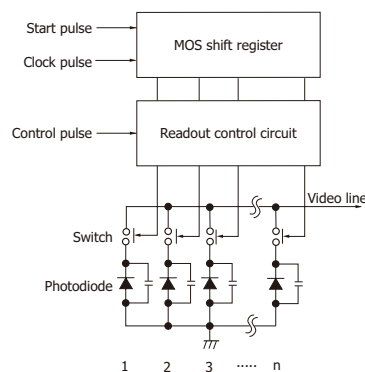 Start pulse
MOS shift register
Clock pulse
Control pulse
Readout control circuit
Video line
Switch
Photodiode
1 2 3 ..... n